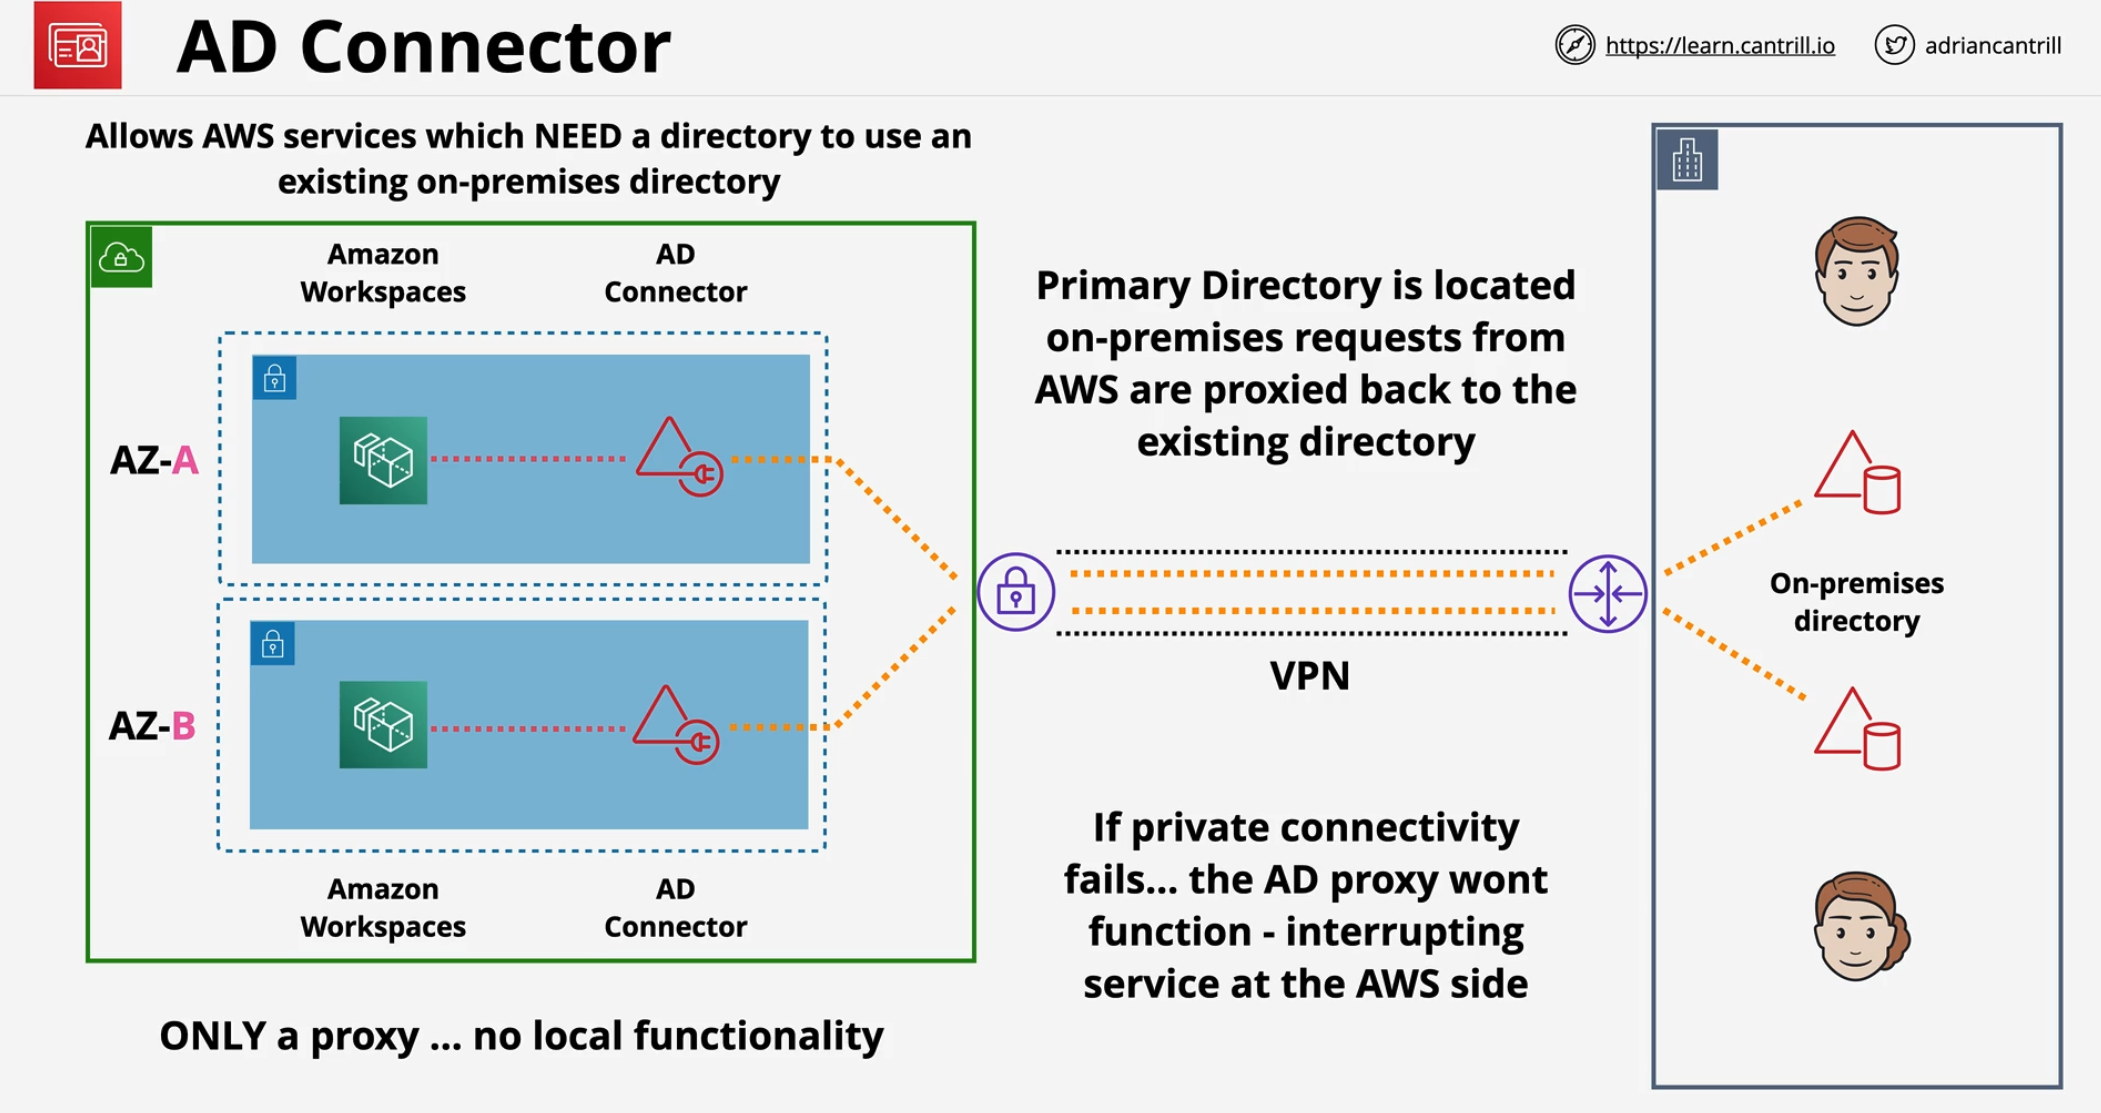 AD Connector
https://learn.cantrill.io
adriancantrill
Allows AWS services which NEED a directory to use an
existing on-premises directory
Amazon
Workspaces
AD
Connector
AZ-A
AZ-B
Amazon
Workspaces
AD
Connector
ONLY a proxy ... no local functionality
Primary Directory is located
on-premises requests from
AWS are proxied back to the
existing directory
VPN
If private connectivity
fails... the AD proxy wont
function - interrupting
service at the AWS side
On-premises
directory